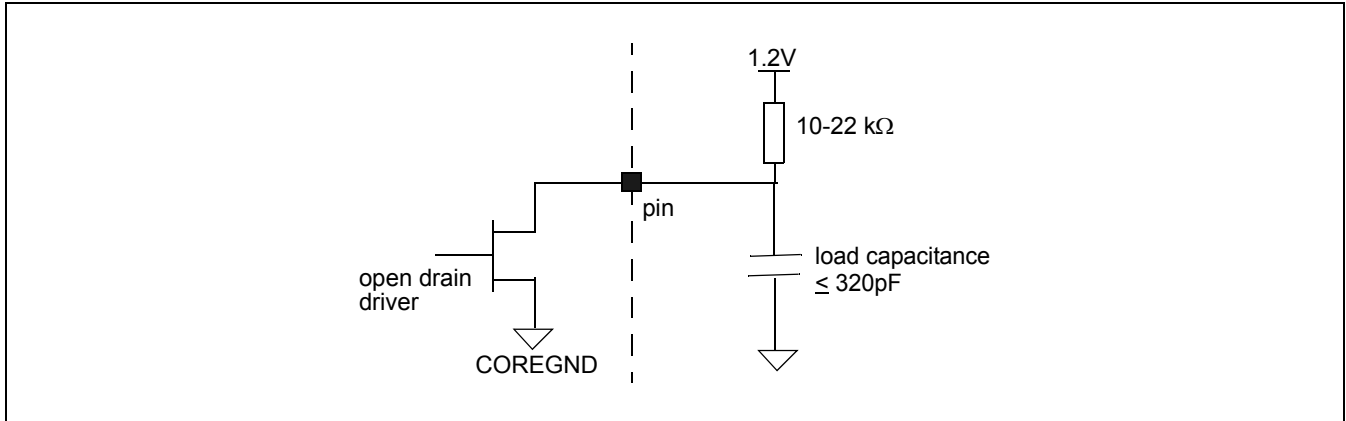 1.2V
10-22 kΩ
pin
open drain
driver
load capacitance
≤ 320pF
COREGND